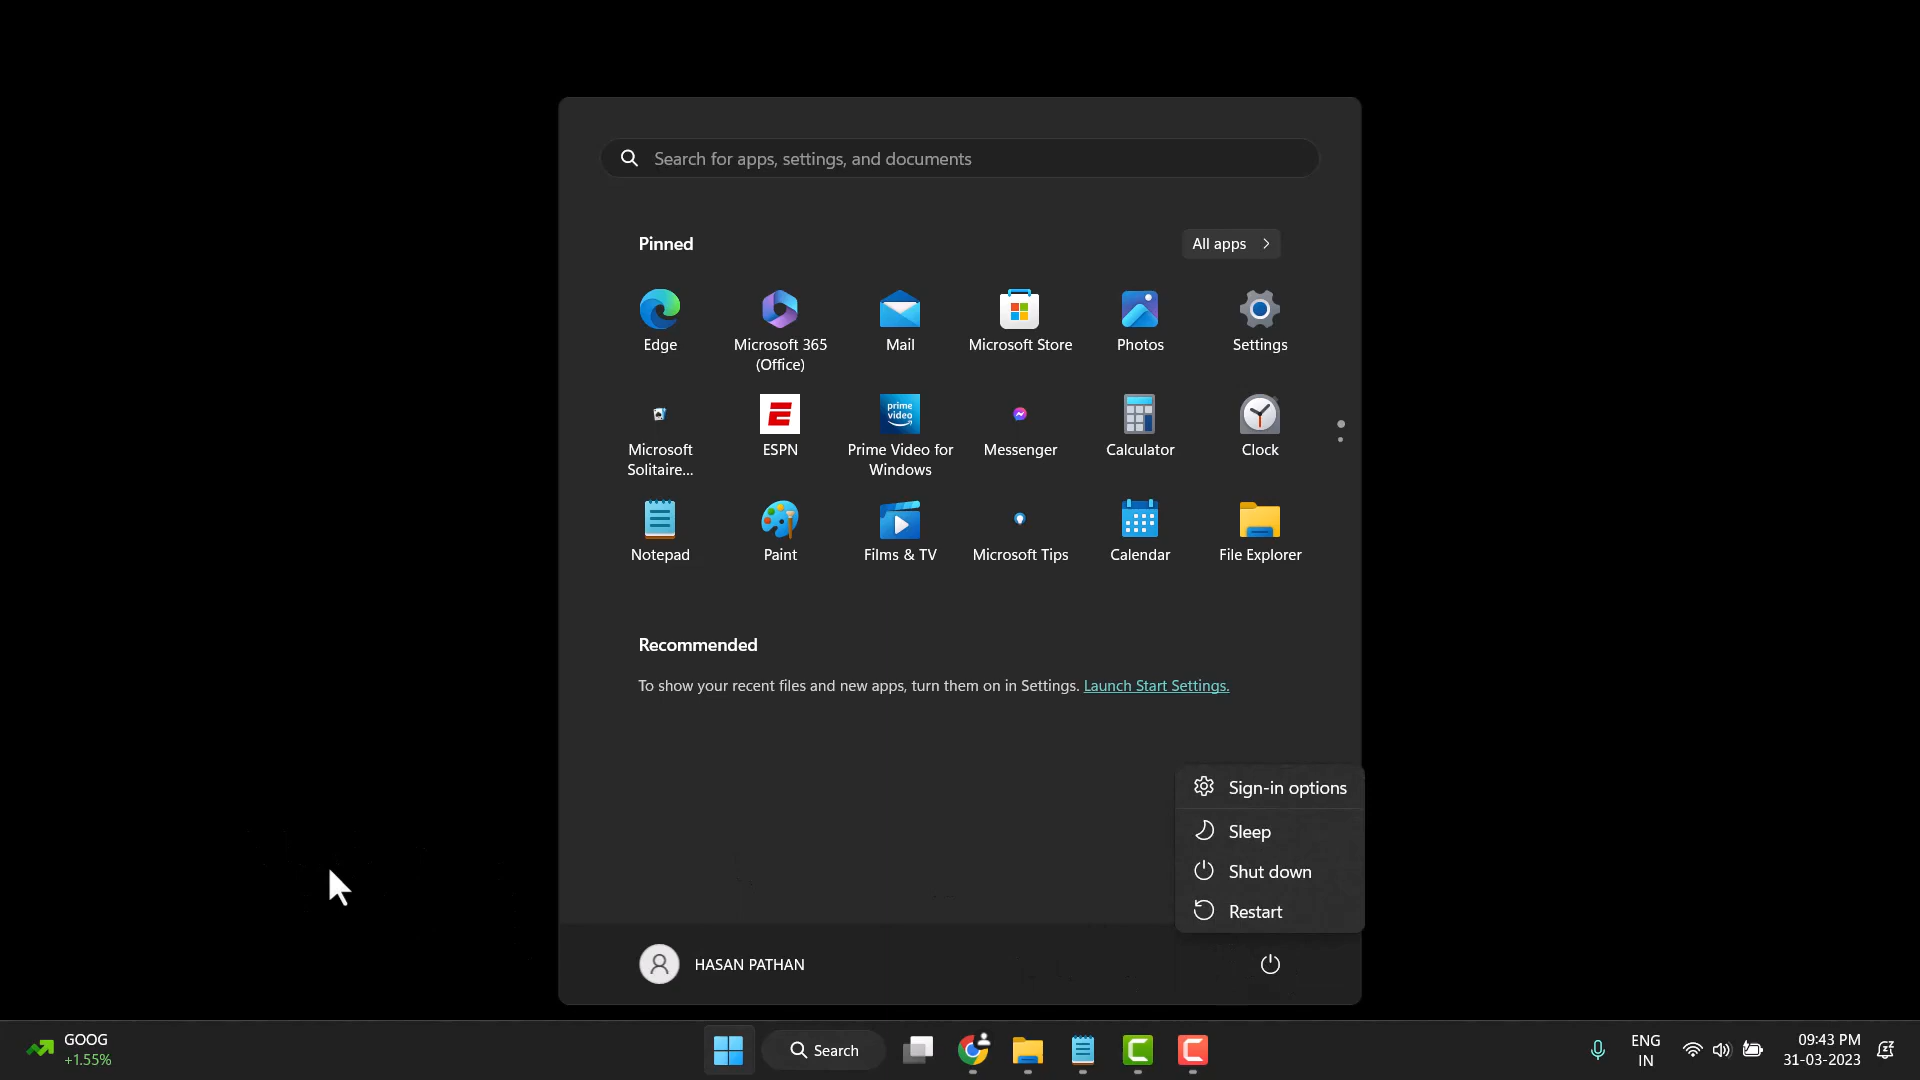 Search for apps, settings, and documents
Pinned
All apps
Edge
Microsoft 365
(Office)
Mail
Microsoft Store
Photos
Settings
Microsoft
Solitaire...
ESPN
prime
video
Prime Video for
Windows
Messenger
Calculator
Clock
Notepad
Paint
Films & TV
Microsoft Tips
Calendar
File Explorer
Recommended
To show your recent files and new apps, turn them on in Settings. Launch Start Settings.
Sign-in options
Sleep
Shut down
Restart
HASAN PATHAN
GOOG
+1.55%
Search
ENG
IN
09:43 PM
31-03-2023